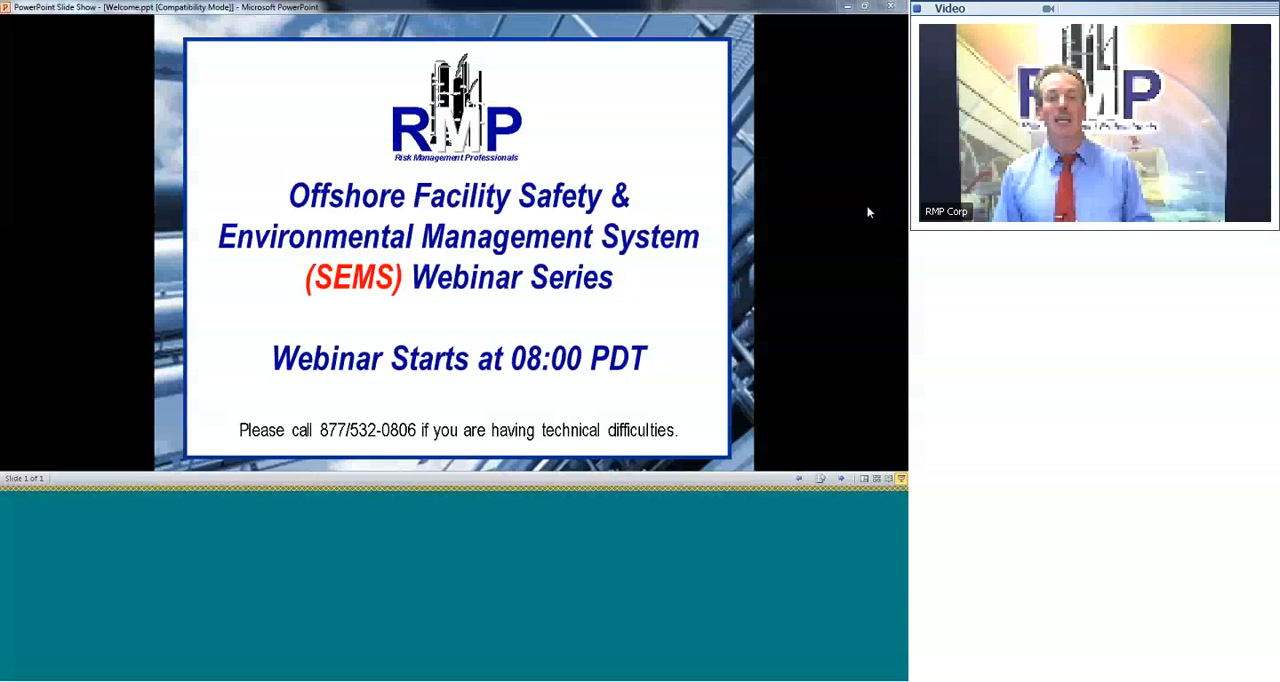 PowerPoint Slide Show - [Welcome.ppt [Compatibility Mode]] - Microsoft PowerPoint
Video
RMP
Risk Management Professionals
Offshore Facility Safety &
Environmental Management System
(SEMS) Webinar Series
Webinar Starts at 08:00 PDT
Please call 877/532-0806 if you are having technical difficulties.
Slide 1 of 1
RMP Corp